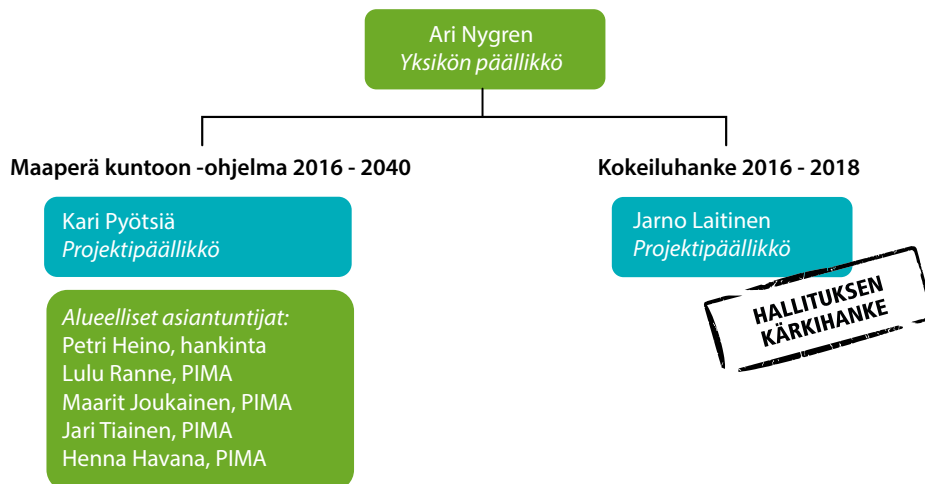 Ari Nygren
Yksikön päällikkö
Maaperä kuntoon -ohjelma 2016 - 2040
Kari Pyötsiä
Projektipäällikkö
Alueelliset asiantuntijat:
Petri Heino, hankinta
Lulu Ranne, PIMA
Maarit Joukainen, PIMA
Jari Tiainen, PIMA
Henna Havana, PIMA
Kokeiluhanke 2016 - 2018
Jarno Laitinen
Projektipäällikkö
HALLITUKSEN
KÄRKIHANKE